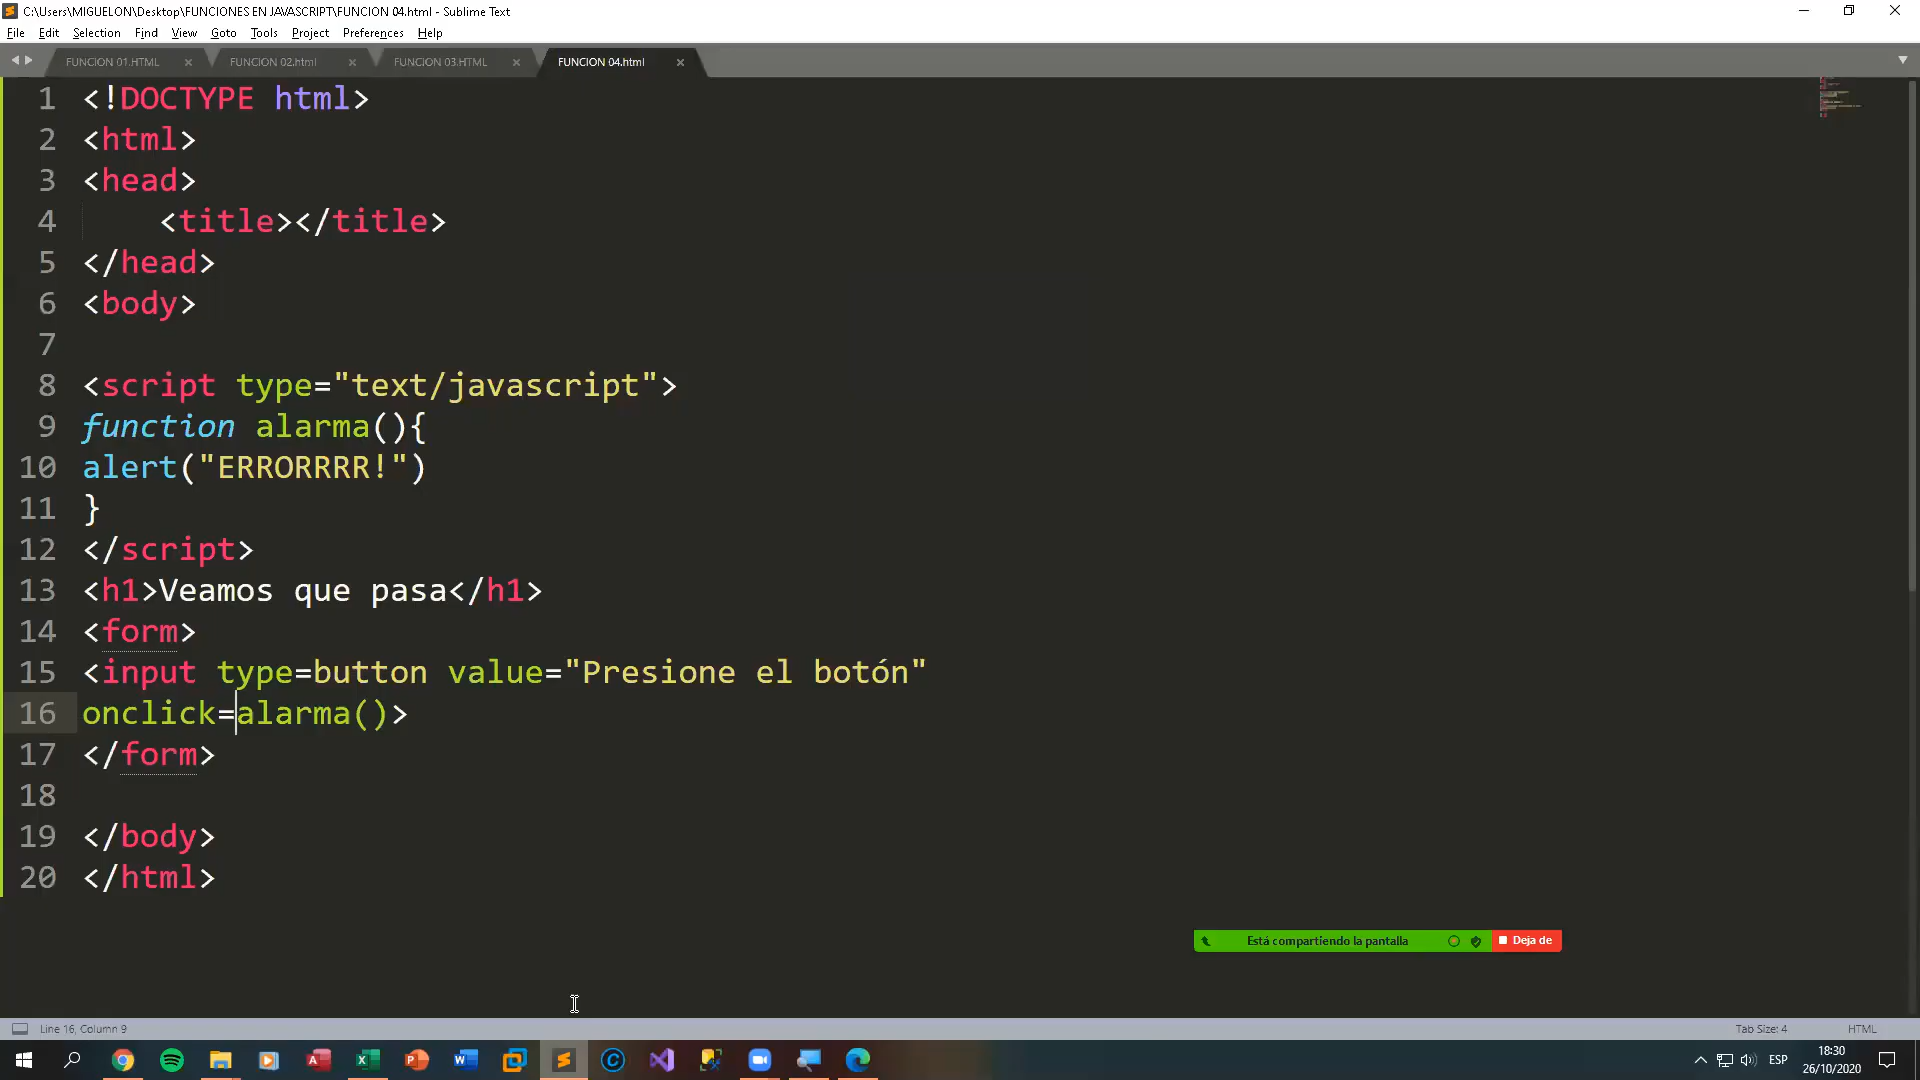 C:\Users\MIGUELON\Desktop\FUNCIONES EN JAVASCRIPT\FUNCION 04.html - Sublime Text
File Edit Selection Find View Goto Tools Project Preferences Help
FUNCION 01.HTML FUNCION 02.html FUNCION 03.HTML FUNCION 04.html
1 <!DOCTYPE html>
2 <html>
3 <head>
4 <title></title>
5 </head>
6 <body>
7
8 <script type="text/javascript">
9 function alarma(){
10 alert("ERRORRRR!")
11 }
12 </script>
13 <h1>Veamos que pasa</h1>
14 <form>
15 <input type=button value="Presione el botón"
16 onclick=alarma()>
17 </form>
18
19 </body>
20 </html>
Está compartiendo la pantalla Deja de
Line 16, Column 9 Tab Size: 4 HTML
ESP 18:30
26/10/2020